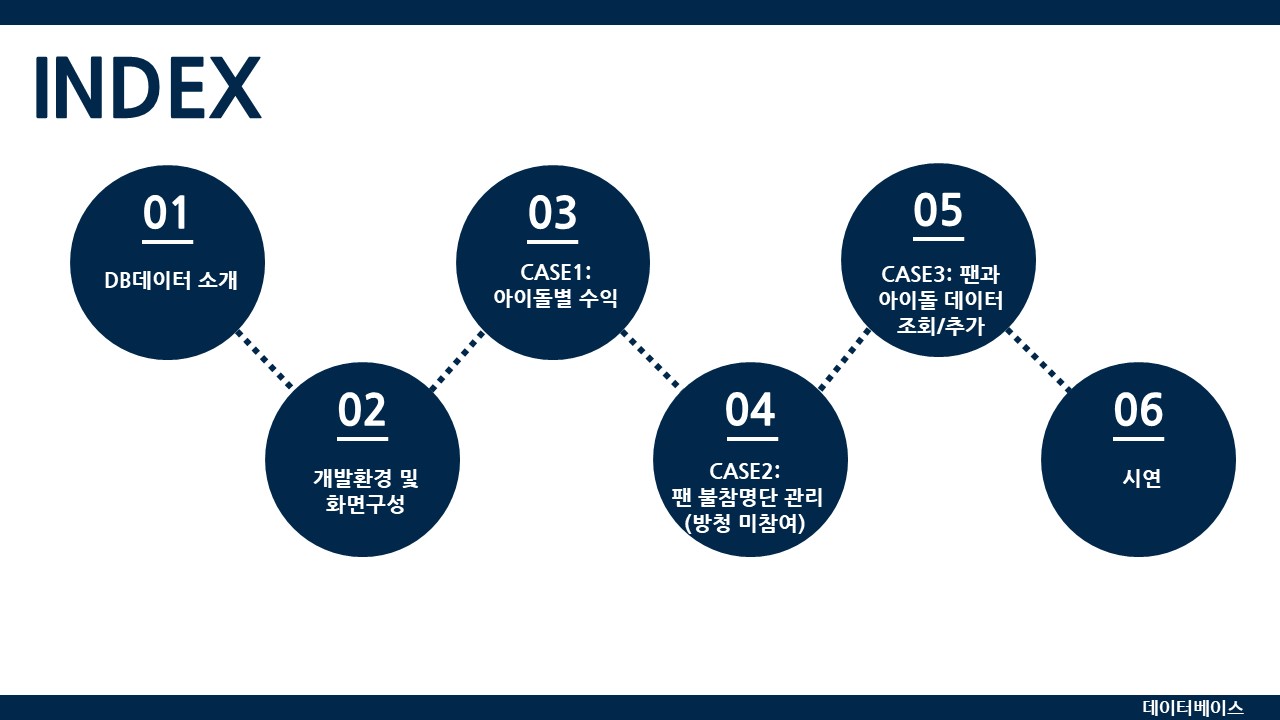 INDEX
01
DB데이터 소개
02
개발환경 및
화면구성
03
CASE1:
아이돌별 수익
04
CASE2:
팬 불참명단 관리
(방청 미참여)
05
CASE3: 팬과
아이돌 데이터
조회/추가
06
시연
데이터베이스